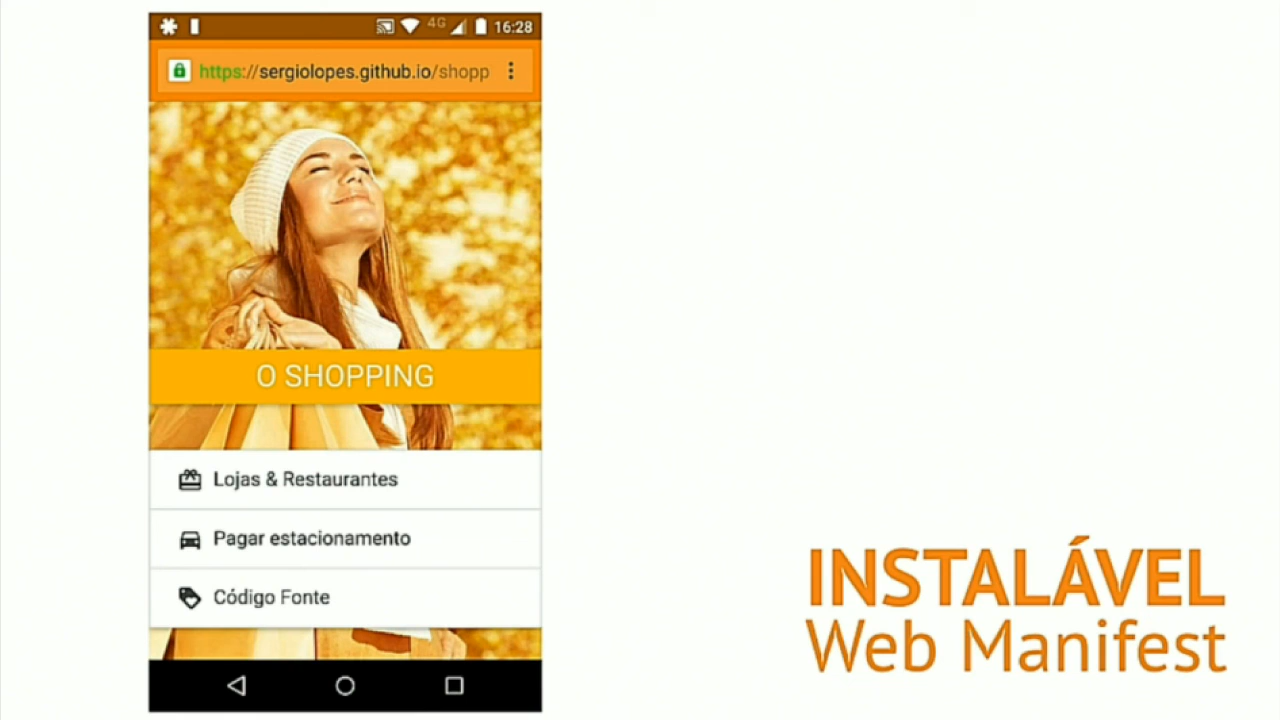 4G 16:28
https://sergiolopes.github.io/shopp
O SHOPPING
Lojas & Restaurantes
Pagar estacionamento
Código Fonte
INSTALÁVEL
Web Manifest